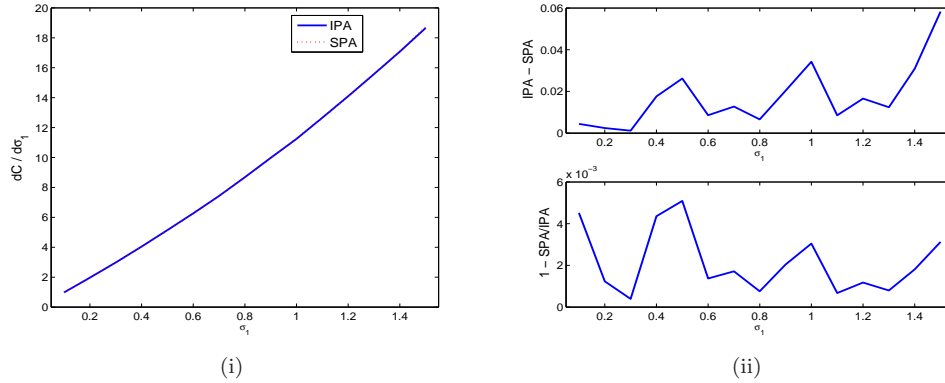 IPA
SPA
dC / dσ₁
20
18
16
14
12
10
8
6
4
2
0
0.2 0.4 0.6 0.8 1 1.2 1.4
σ₁
(i)
IPA − SPA
0.06
0.04
0.02
0
0.2 0.4 0.6 0.8 1 1.2 1.4
σ₁
x 10⁻³
1 − SPA/IPA
6
4
2
0
0.2 0.4 0.6 0.8 1 1.2 1.4
σ₁
(ii)